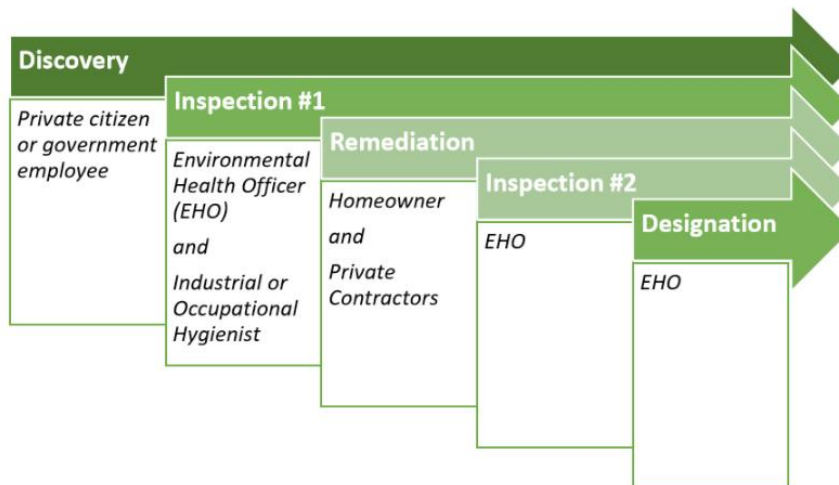 Discovery
Private citizen
or government
employee
Inspection #1
Environmental
Health Officer
(EHO)
and
Industrial or
Occupational
Hygienist
Remediation
Homeowner
and
Private
Contractors
Inspection #2
EHO
Designation
EHO